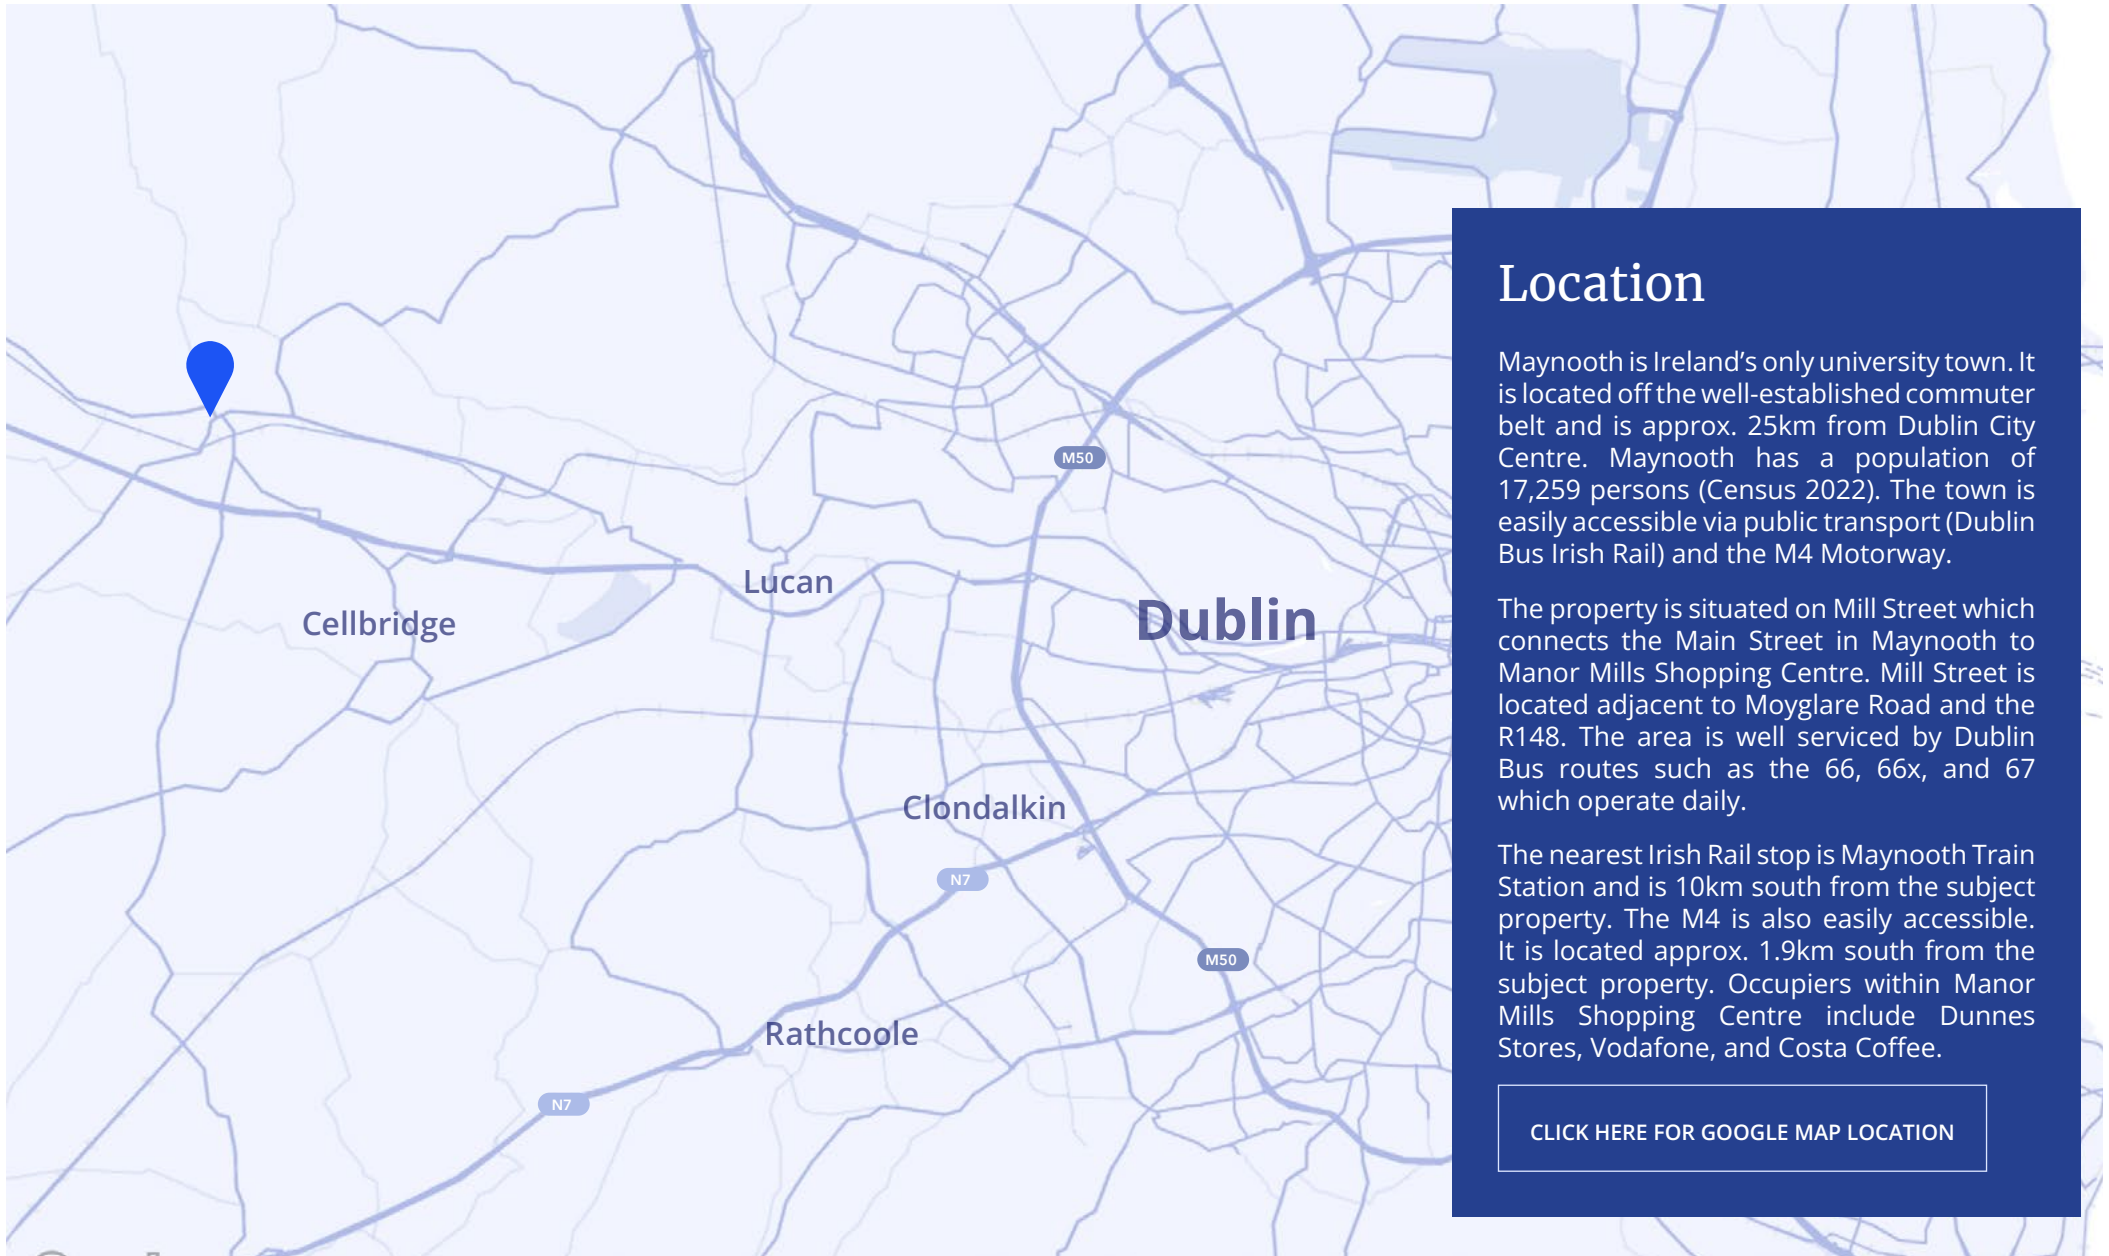 Location
Maynooth is Ireland's only university town. It
is located off the well-established commuter
belt and is approx. 25km from Dublin City
Centre. Maynooth has a population of
17,259 persons (Census 2022). The town is
easily accessible via public transport (Dublin
Bus Irish Rail) and the M4 Motorway.
The property is situated on Mill Street which
connects the Main Street in Maynooth to
Manor Mills Shopping Centre. Mill Street is
located adjacent to Moyglare Road and the
R148. The area is well serviced by Dublin
Bus routes such as the 66, 66x, and 67
which operate daily.
The nearest Irish Rail stop is Maynooth Train
Station and is 10km south from the subject
property. The M4 is also easily accessible.
It is located approx. 1.9km south from the
subject property. Occupiers within Manor
Mills Shopping Centre include Dunnes
Stores, Vodafone, and Costa Coffee.
CLICK HERE FOR GOOGLE MAP LOCATION
M50
Lucan
Cellbridge
Dublin
Clondalkin
N7
M50
Rathcoole
N7